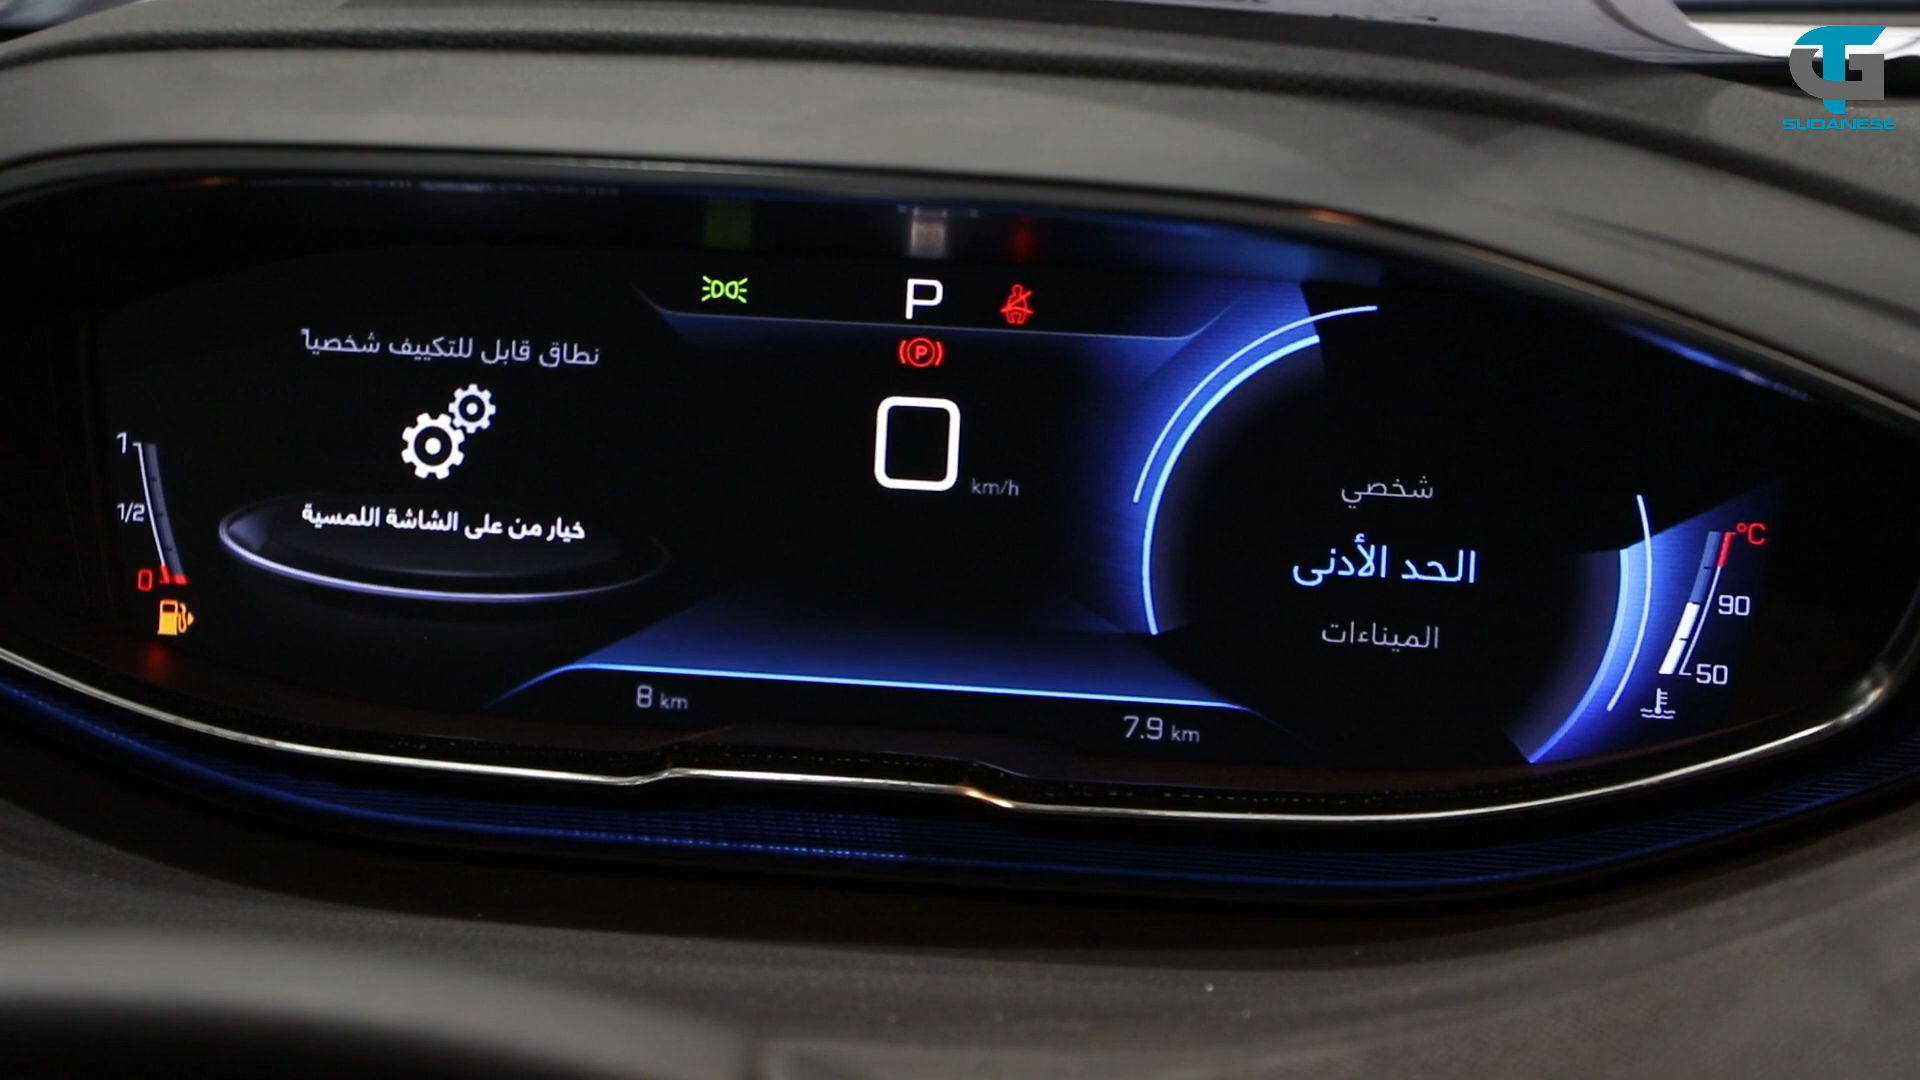 SUDANESE
P
نطاق قابل للتكييف شخصيا
P
0 km/h
خيار من على الشاشة اللمسية
1
1/2
0
شخصي
الحد الأدنى
الميناءات
°C
90
50
8 km
7.9 km